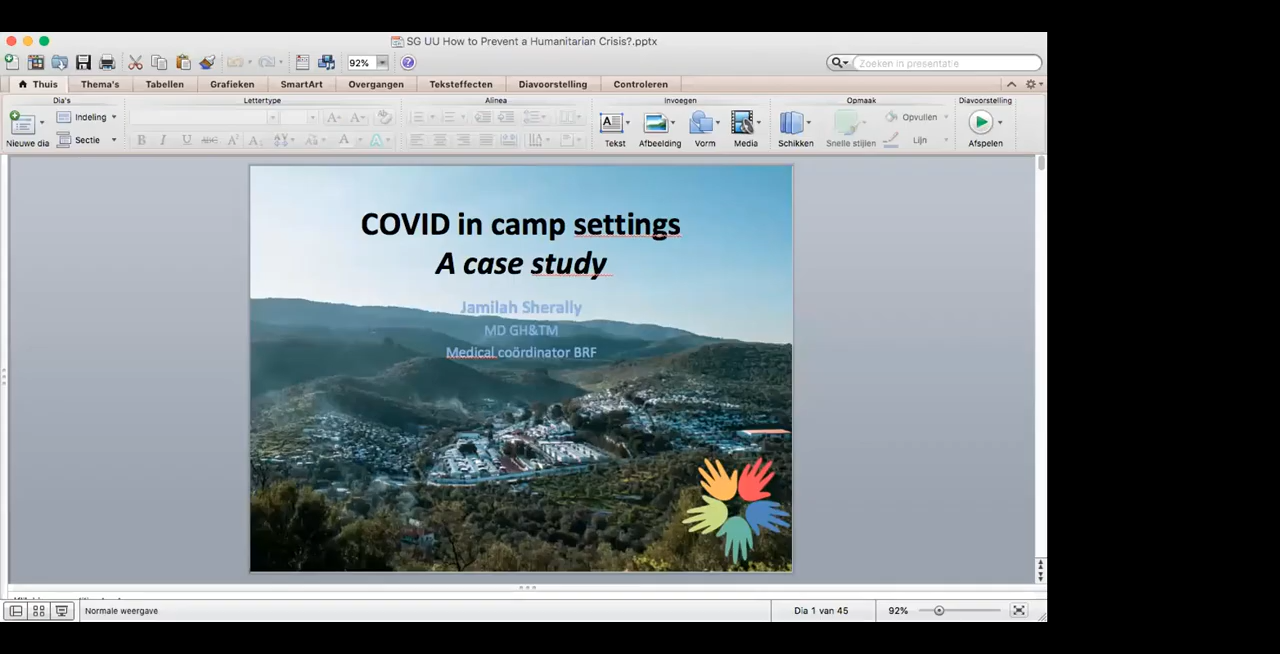 SG UU How to Prevent a Humanitarian Crisis?.pptx
92%
Zoeken in presentatie
Thuis Thema's Tabellen Grafieken SmartArt Overgangen Teksteffecten Diavoorstelling Controleren
Dia's Lettertype Alinea Invoegen Opmaak Diavoorstelling
Nieuwe dia Indeling Sectie
Tekst Afbeelding Vorm Media Schikken Snelle stijlen Opvullen Lijn Afspelen
COVID in camp settings
A case study
Jamilah Sherally
MD GH&TM
Medical coördinator BRF
Normale weergave Dia 1 van 45 92%